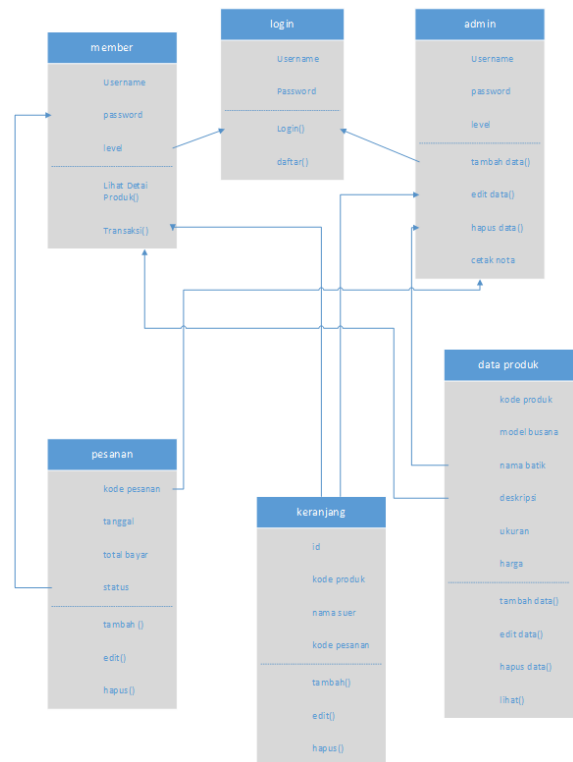 member
Username
password
level
Lihat Detai
Produk()
Transaksi()
login
Username
Password
Login()
daftar()
admin
Username
password
level
tambah data()
edit data()
hapus data()
cetak nota
data produk
kode produk
model busana
nama batik
deskripsi
ukuran
harga
tambah data()
edit data()
hapus data()
lihat()
pesanan
kode pesanan
tanggal
total bayar
status
tambah ()
edit()
hapus()
keranjang
id
kode produk
nama suer
kode pesanan
tambah()
edit()
hapus()